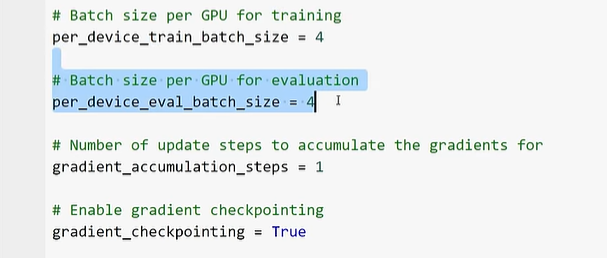 # Batch size per GPU for training
per_device_train_batch_size = 4
# Batch size per GPU for evaluation
per_device_eval_batch_size = 4
# Number of update steps to accumulate the gradients for
gradient_accumulation_steps = 1
# Enable gradient checkpointing
gradient_checkpointing = True